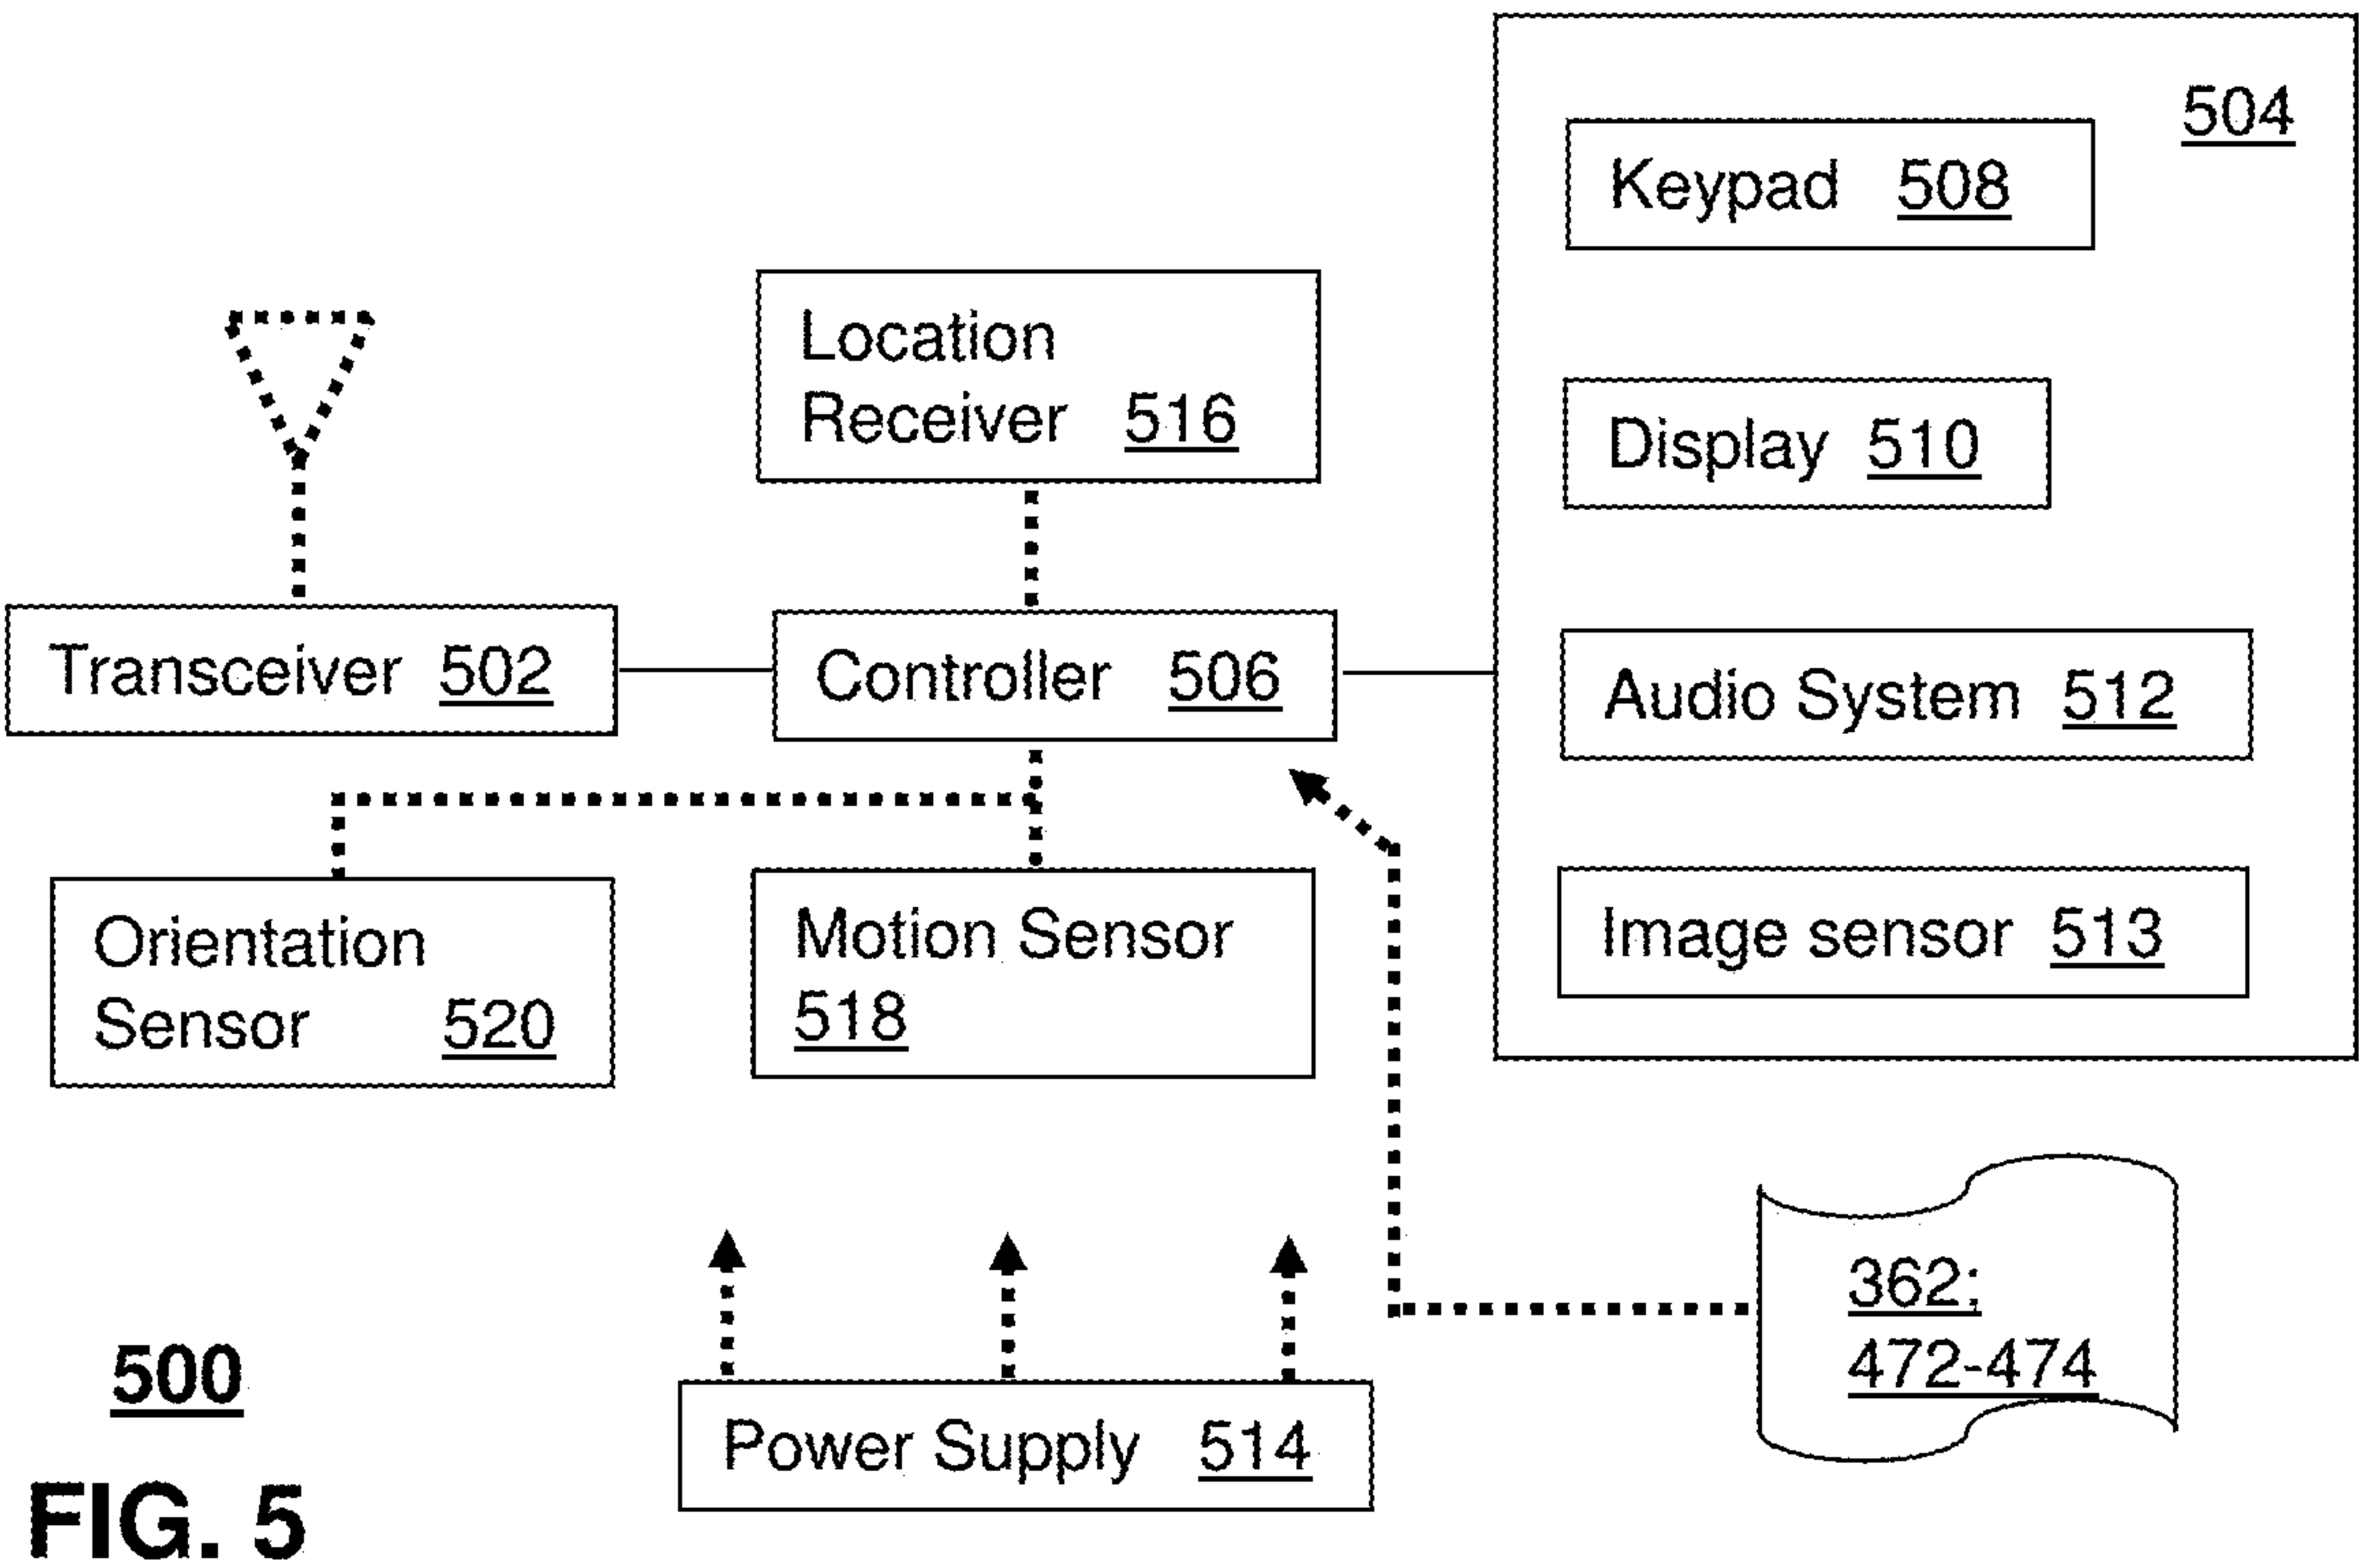 504
Keypad 508
Location
Receiver 516
Display 510
Transceiver 502
Controller 506
Audio System 512
Orientation
Sensor 520
Motion Sensor
518
Image sensor 513
362:
472-474
Power Supply 514
500
FIG. 5